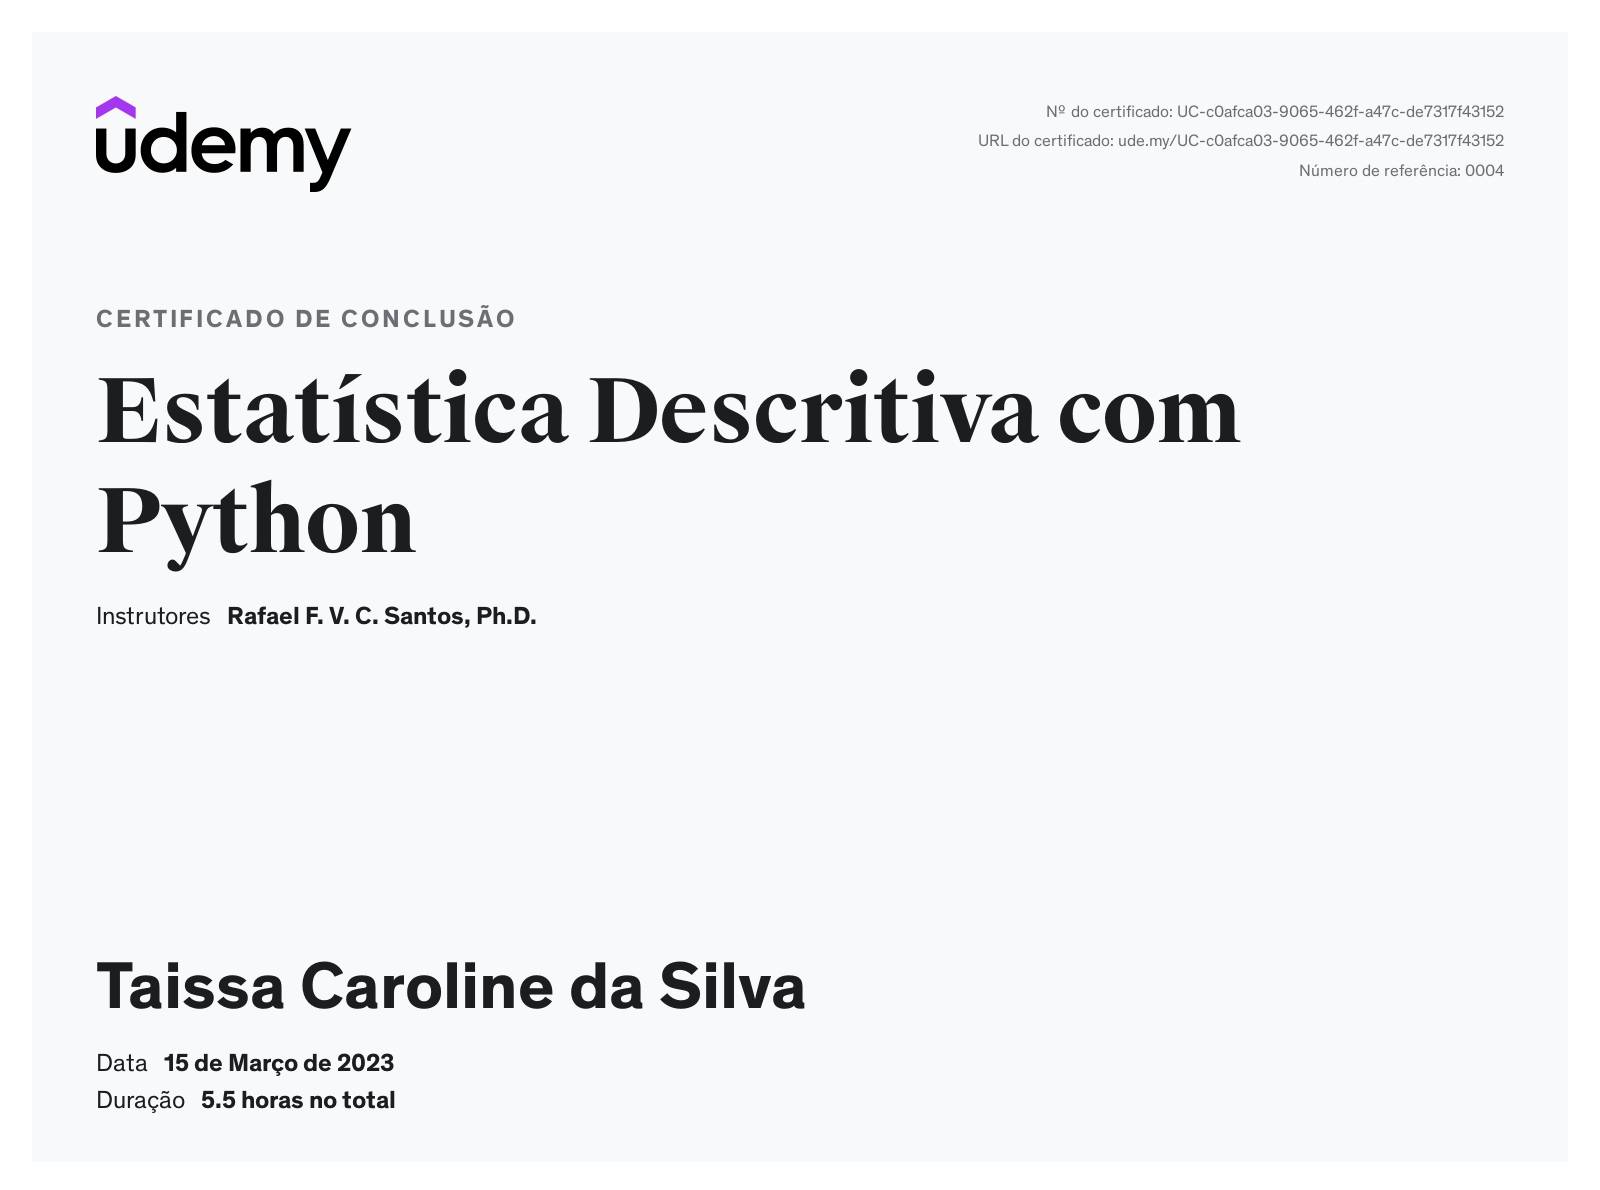 udemy
Nº do certificado: UC-c0afca03-9065-462f-a47c-de7317f43152
URL do certificado: ude.my/UC-c0afca03-9065-462f-a47c-de7317f43152
Número de referência: 0004
CERTIFICADO DE CONCLUSÃO
Estatística Descritiva com
Python
Instrutores Rafael F. V. C. Santos, Ph.D.
Taissa Caroline da Silva
Data 15 de Março de 2023
Duração 5.5 horas no total